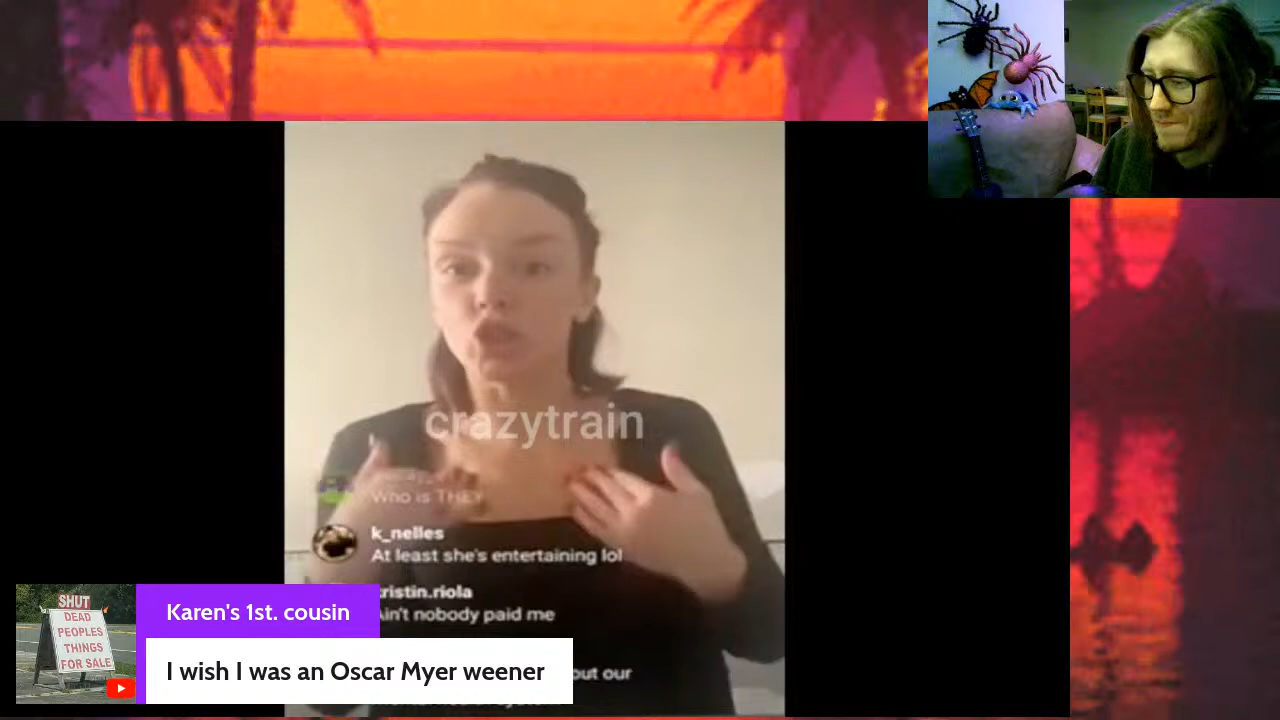 crazytrain
Who is THEY
k_nelles
At least she's entertaining lol
kristin.riola
Ain't nobody paid me
out our
SHUT
DEAD
PEOPLES
THINGS
FOR SALE
Karen's 1st. cousin
I wish I was an Oscar Myer weener